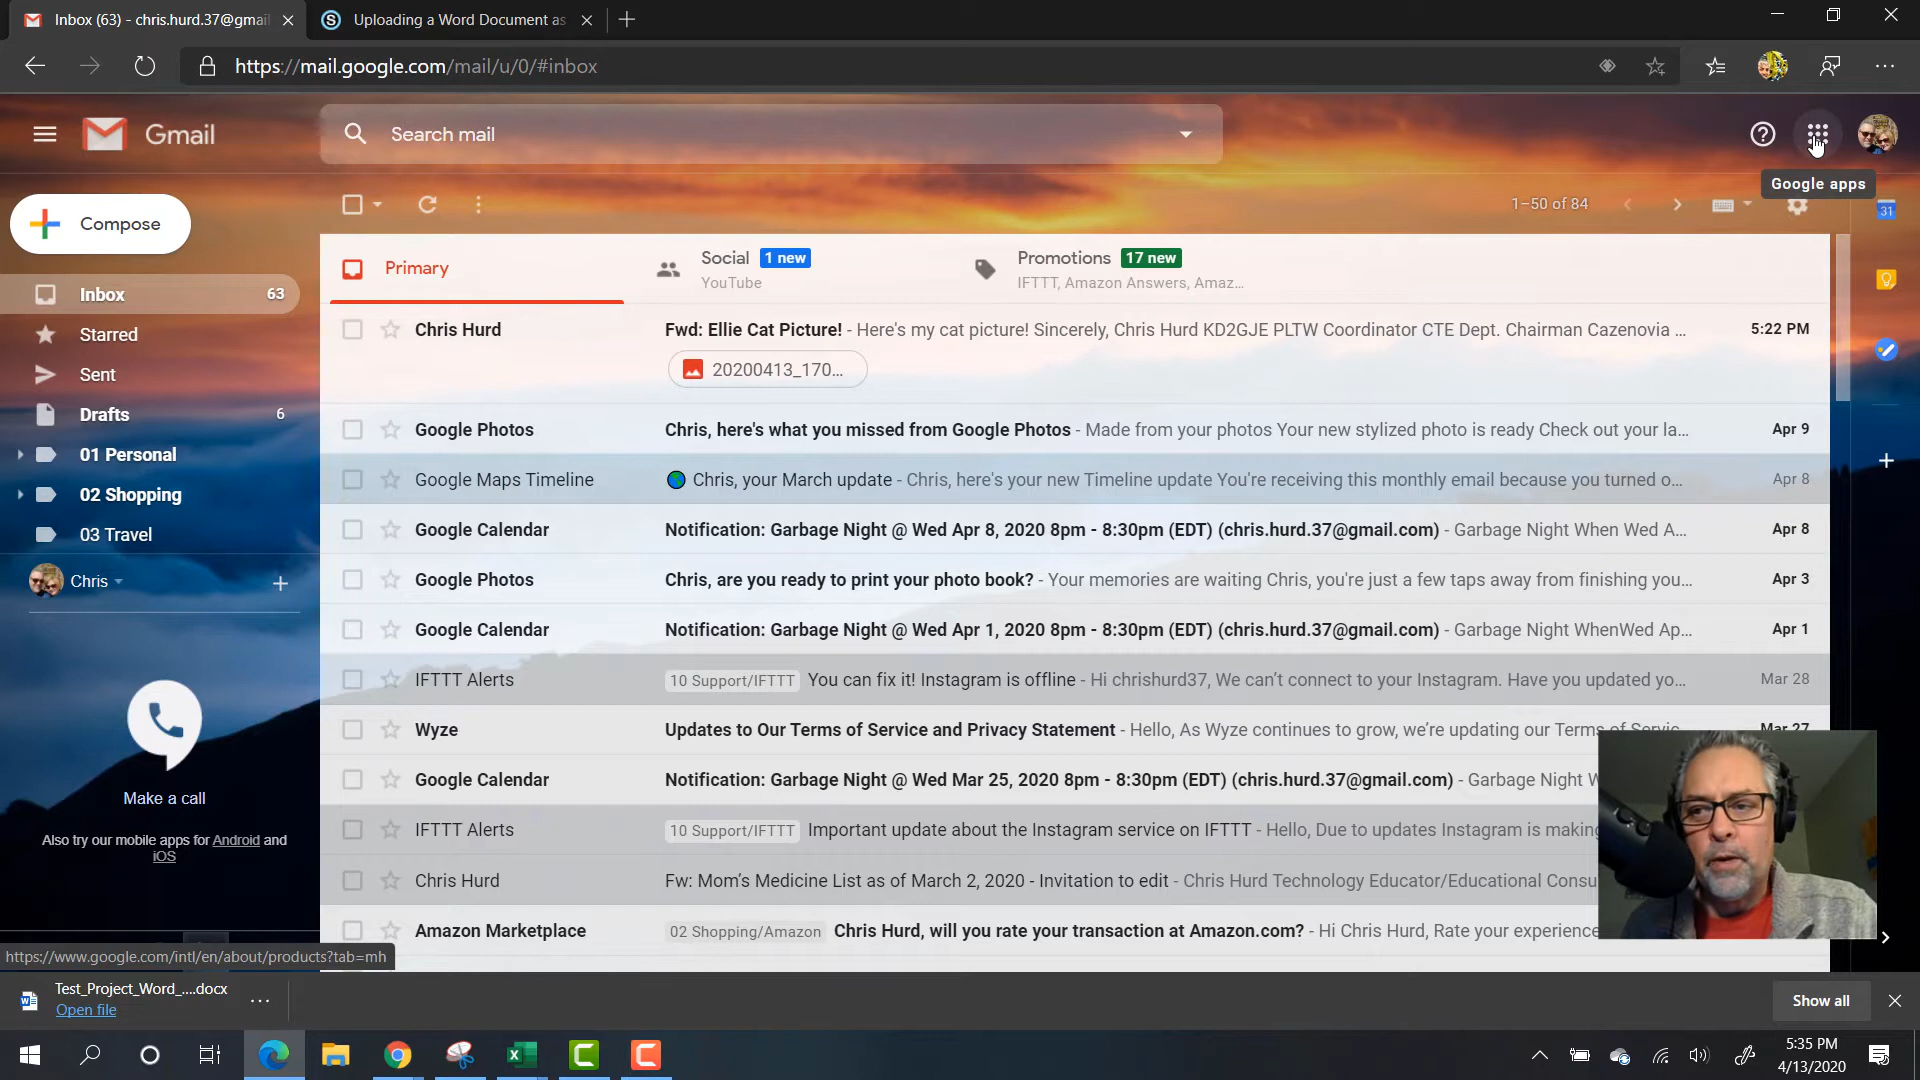 Inbox (63) - chris.hurd.37@gmai
Uploading a Word Document as
https://mail.google.com/mail/u/0/#inbox
Gmail
Search mail
Google apps
Compose
1–50 of 84
31
Primary
Social 1 new
YouTube
Promotions 17 new
IFTTT, Amazon Answers, Amaz...
Inbox 63
Starred
Sent
Drafts 6
01 Personal
02 Shopping
03 Travel
Chris
Make a call
Also try our mobile apps for Android and
iOS
Chris Hurd Fwd: Ellie Cat Picture! - Here's my cat picture! Sincerely, Chris Hurd KD2GJE PLTW Coordinator CTE Dept. Chairman Cazenovia ... 5:22 PM
20200413_170...
Google Photos Chris, here's what you missed from Google Photos - Made from your photos Your new stylized photo is ready Check out your la... Apr 9
Google Maps Timeline Chris, your March update - Chris, here's your new Timeline update You're receiving this monthly email because you turned o... Apr 8
Google Calendar Notification: Garbage Night @ Wed Apr 8, 2020 8pm - 8:30pm (EDT) (chris.hurd.37@gmail.com) - Garbage Night When Wed A... Apr 8
Google Photos Chris, are you ready to print your photo book? - Your memories are waiting Chris, you're just a few taps away from finishing you... Apr 3
Google Calendar Notification: Garbage Night @ Wed Apr 1, 2020 8pm - 8:30pm (EDT) (chris.hurd.37@gmail.com) - Garbage Night WhenWed Ap... Apr 1
IFTTT Alerts 10 Support/IFTTT You can fix it! Instagram is offline - Hi chrishurd37, We can't connect to your Instagram. Have you updated yo... Mar 28
Wyze Updates to Our Terms of Service and Privacy Statement - Hello, As Wyze continues to grow, we're updating our Terms of Servic... Mar 27
Google Calendar Notification: Garbage Night @ Wed Mar 25, 2020 8pm - 8:30pm (EDT) (chris.hurd.37@gmail.com) - Garbage Night W
IFTTT Alerts 10 Support/IFTTT Important update about the Instagram service on IFTTT - Hello, Due to updates Instagram is making
Chris Hurd Fw: Mom's Medicine List as of March 2, 2020 - Invitation to edit - Chris Hurd Technology Educator/Educational Consu
Amazon Marketplace 02 Shopping/Amazon Chris Hurd, will you rate your transaction at Amazon.com? - Hi Chris Hurd, Rate your experience
https://www.google.com/intl/en/about/products?tab=mh
Test_Project_Word_....docx
Open file
Show all
5:35 PM
4/13/2020